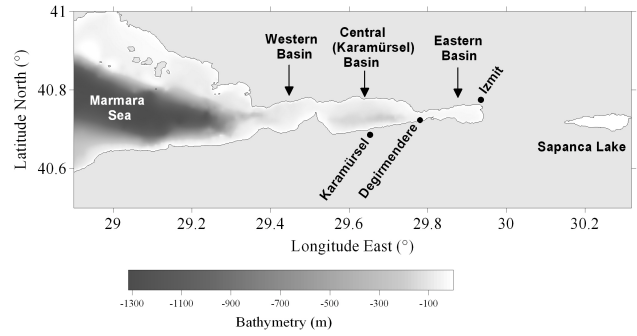 41
40.8
40.6
Latitude North (°)
Western
Basin
Central
(Karamürsel)
Basin
Eastern
Basin
Izmit
Marmara
Sea
Karamürsel
Degirmendere
Sapanca Lake
29
29.2
29.4
29.6
29.8
30
30.2
Longitude East (°)
-1300
-1100
-900
-700
-500
-300
-100
Bathymetry (m)